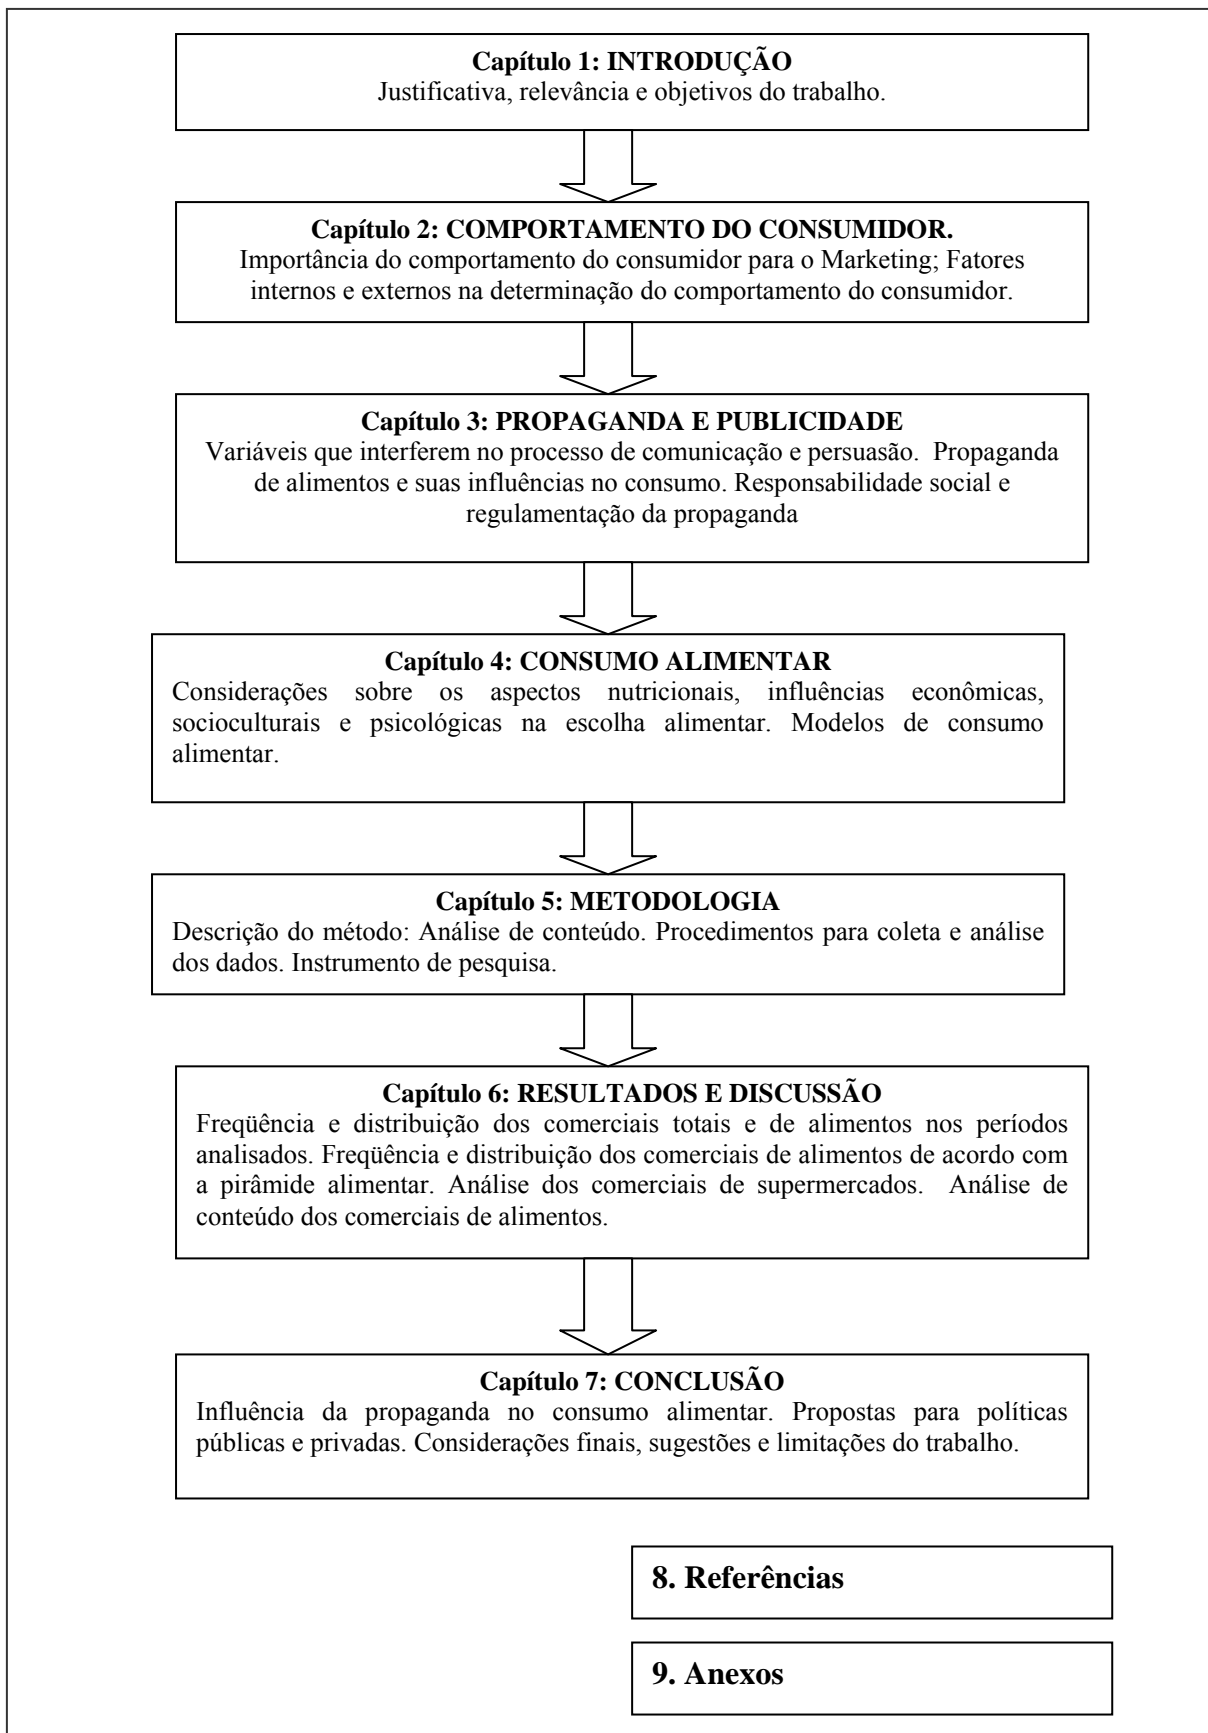 Capítulo 1: INTRODUÇÃO
Justificativa, relevância e objetivos do trabalho.
Capítulo 2: COMPORTAMENTO DO CONSUMIDOR.
Importância do comportamento do consumidor para o Marketing; Fatores
internos e externos na determinação do comportamento do consumidor.
Capítulo 3: PROPAGANDA E PUBLICIDADE
Variáveis que interferem no processo de comunicação e persuasão. Propaganda
de alimentos e suas influências no consumo. Responsabilidade social e
regulamentação da propaganda
Capítulo 4: CONSUMO ALIMENTAR
Considerações sobre os aspectos nutricionais, influências econômicas,
socioculturais e psicológicas na escolha alimentar. Modelos de consumo
alimentar.
Capítulo 5: METODOLOGIA
Descrição do método: Análise de conteúdo. Procedimentos para coleta e análise
dos dados. Instrumento de pesquisa.
Capítulo 6: RESULTADOS E DISCUSSÃO
Freqüência e distribuição dos comerciais totais e de alimentos nos períodos
analisados. Freqüência e distribuição dos comerciais de alimentos de acordo com
a pirâmide alimentar. Análise dos comerciais de supermercados. Análise de
conteúdo dos comerciais de alimentos.
Capítulo 7: CONCLUSÃO
Influência da propaganda no consumo alimentar. Propostas para políticas
públicas e privadas. Considerações finais, sugestões e limitações do trabalho.
8. Referências
9. Anexos